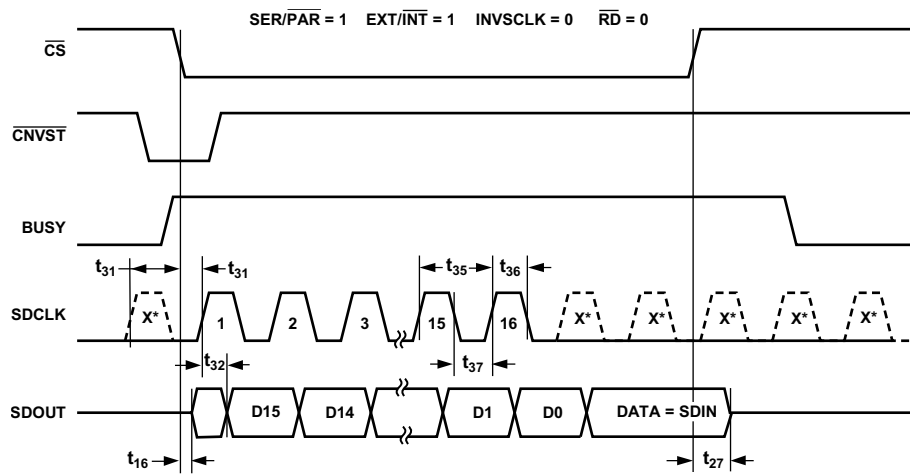 SER/PAR = 1 EXT/INT = 1 INVSCLK = 0 RD = 0
CS
CNVST
BUSY
t31 t31 t35 t36
SDCLK X* 1 2 3 15 16 X* X* X* X* X*
t32 t37
SDOUT D15 D14 D1 D0 DATA = SDIN
t16 t27